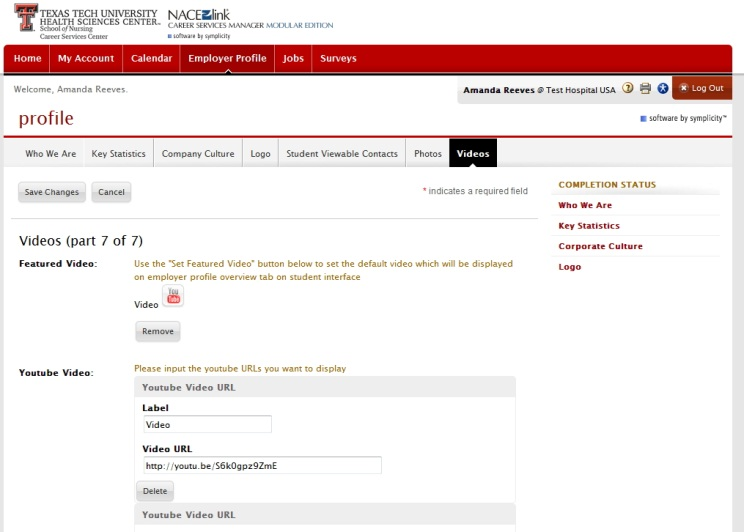 TEXAS TECH UNIVERSITY
HEALTH SCIENCES CENTER
School of Nursing
Career Services Center
NACElink
CAREER SERVICES MANAGER MODULAR EDITION
software by symplicity
Home My Account Calendar Employer Profile Jobs Surveys
Welcome, Amanda Reeves.
Amanda Reeves @ Test Hospital USA
Log Out
profile
software by symplicity™
Who We Are Key Statistics Company Culture Logo Student Viewable Contacts Photos Videos
Save Changes Cancel
* indicates a required field
COMPLETION STATUS
Who We Are
Key Statistics
Corporate Culture
Logo
Videos (part 7 of 7)
Featured Video:
Use the "Set Featured Video" button below to set the default video which will be displayed
on employer profile overview tab on student interface
Video You Tube
Remove
Youtube Video:
Please input the youtube URLs you want to display
Youtube Video URL
Label
Video
Video URL
http://youtu.be/S6k0gpz9ZmE
Delete
Youtube Video URL